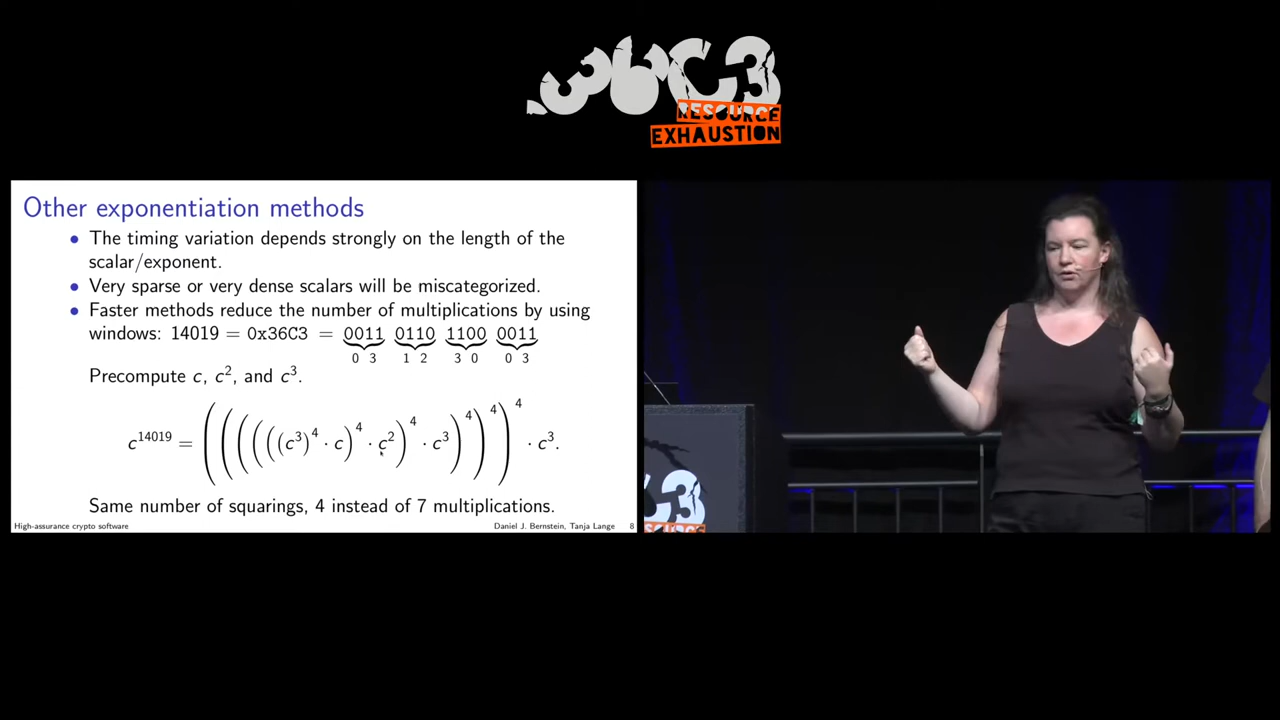 36C3
RESOURCE
EXHAUSTION
Other exponentiation methods
• The timing variation depends strongly on the length of the
scalar/exponent.
• Very sparse or very dense scalars will be miscategorized.
• Faster methods reduce the number of multiplications by using
windows: 14019 = 0x36C3 = 0011 0110 1100 0011
0 3 1 2 3 0 0 3
Precompute c, c², and c³.
c¹⁴⁰¹⁹ = ((((((c³)⁴ · c)⁴ · c²)⁴ · c³)⁴)⁴)⁴ · c³.
Same number of squarings, 4 instead of 7 multiplications.
High-assurance crypto software Daniel J. Bernstein, Tanja Lange 8